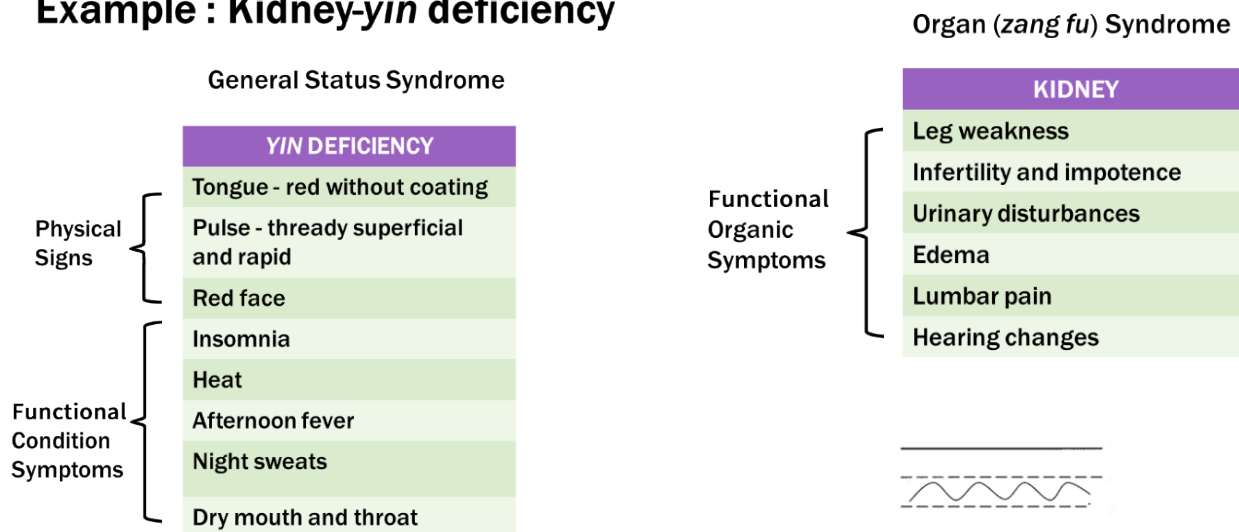 Example : Kidney-yin deficiency
General Status Syndrome
YIN DEFICIENCY
Physical
Signs
Tongue - red without coating
Pulse - thready superficial
and rapid
Red face
Functional
Condition
Symptoms
Insomnia
Heat
Afternoon fever
Night sweats
Dry mouth and throat
Organ (zang fu) Syndrome
KIDNEY
Functional
Organic
Symptoms
Leg weakness
Infertility and impotence
Urinary disturbances
Edema
Lumbar pain
Hearing changes